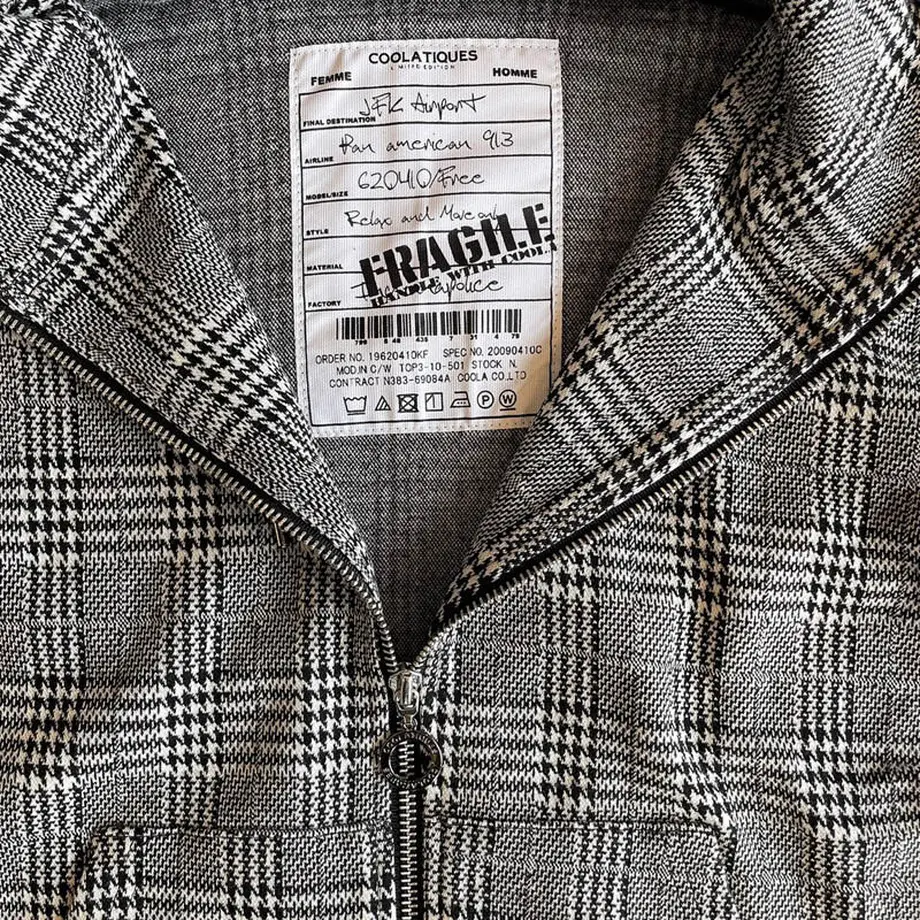 COOLATIQUES
LIMITED EDITION
FEMME HOMME
FINAL DESTINATION JFK Airport
AIRLINE Pan american 913
MODEL/SIZE 620410/Free
STYLE Relax and Move only
MATERIAL FRAGILE
HANDLE WITH COOLA
FACTORY
ORDER NO. 19620410KF SPEC NO. 20090410C
MOD.IN C/W TOP3-10-501 STOCK N.
CONTRACT N383-69084A COOLA CO.,LTD
P W